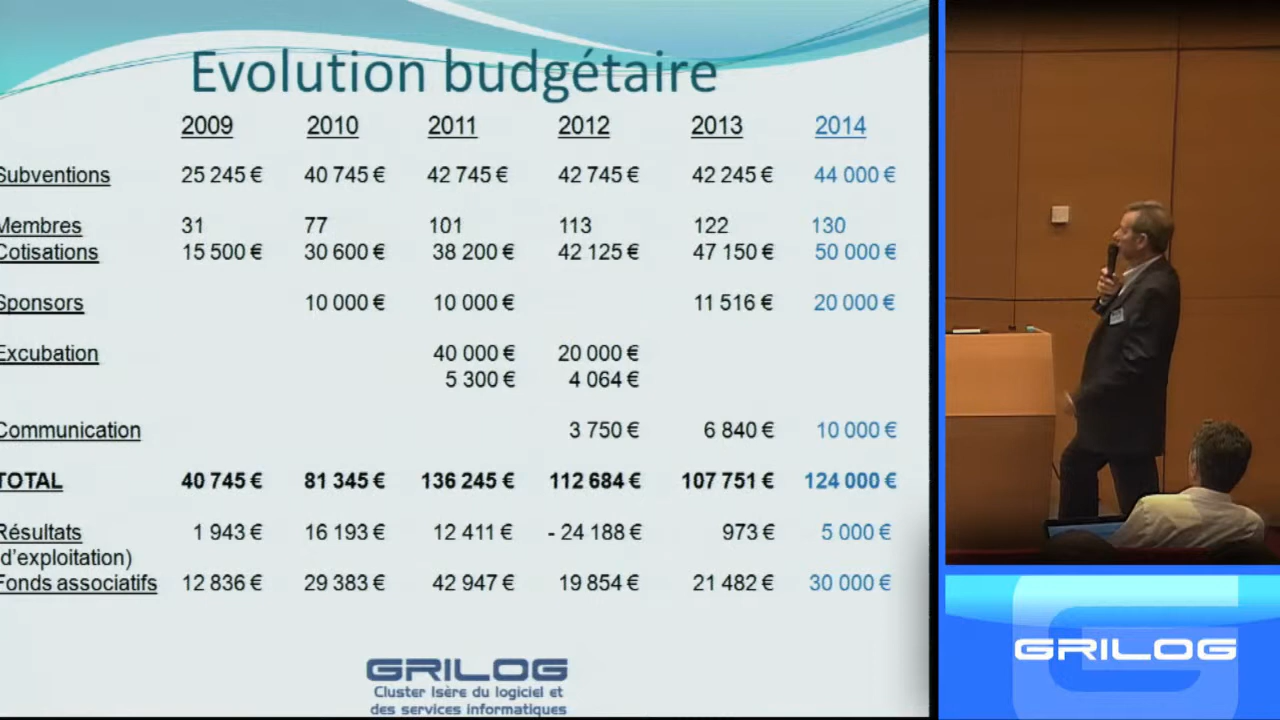 Evolution budgétaire
2009 2010 2011 2012 2013 2014
Subventions 25 245 € 40 745 € 42 745 € 42 745 € 42 245 € 44 000 €
Membres 31 77 101 113 122 130
Cotisations 15 500 € 30 600 € 38 200 € 42 125 € 47 150 € 50 000 €
Sponsors 10 000 € 10 000 € 11 516 € 20 000 €
Excubation 40 000 € 20 000 €
5 300 € 4 064 €
Communication 3 750 € 6 840 € 10 000 €
TOTAL 40 745 € 81 345 € 136 245 € 112 684 € 107 751 € 124 000 €
Résultats 1 943 € 16 193 € 12 411 € - 24 188 € 973 € 5 000 €
d'exploitation)
Fonds associatifs 12 836 € 29 383 € 42 947 € 19 854 € 21 482 € 30 000 €
GRILOG
Cluster Isère du logiciel et
des services informatiques
GRILOG